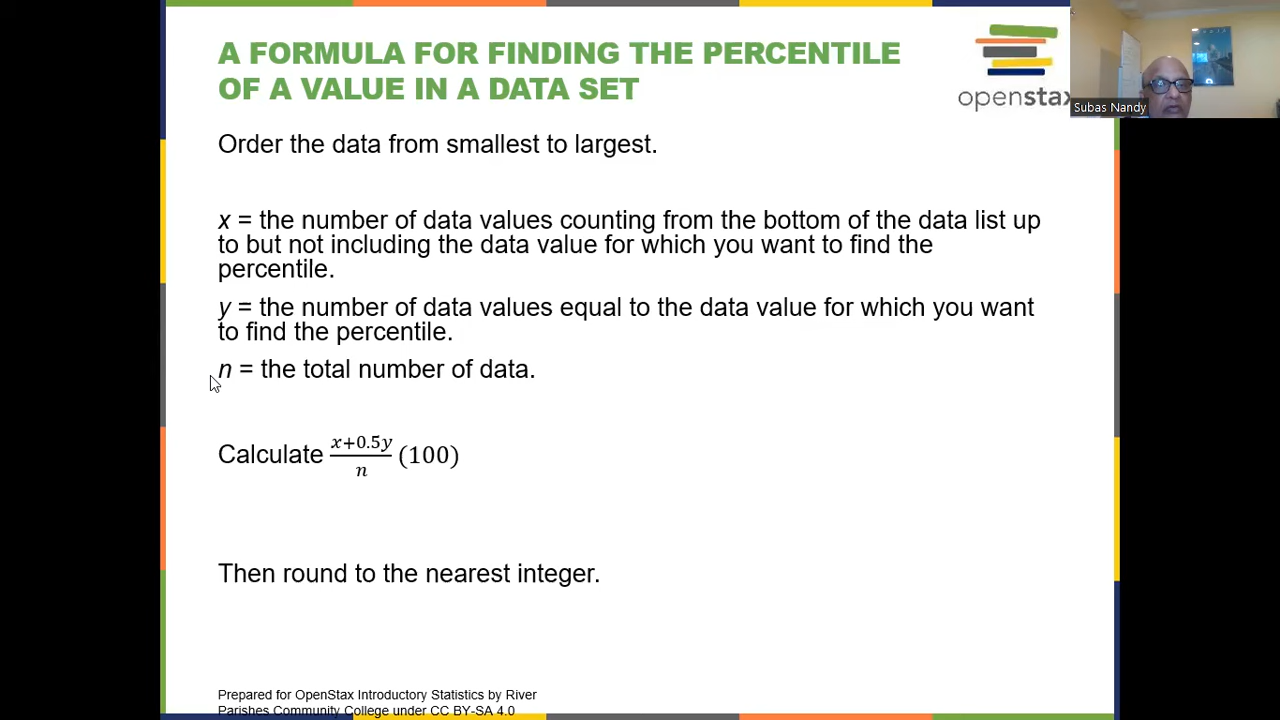 A FORMULA FOR FINDING THE PERCENTILE
OF A VALUE IN A DATA SET
openstax
Subas Nandy
Order the data from smallest to largest.
x = the number of data values counting from the bottom of the data list up
to but not including the data value for which you want to find the
percentile.
y = the number of data values equal to the data value for which you want
to find the percentile.
n = the total number of data.
Calculate \frac{x+0.5y}{n} (100)
Then round to the nearest integer.
Prepared for OpenStax Introductory Statistics by River
Parishes Community College under CC BY-SA 4.0